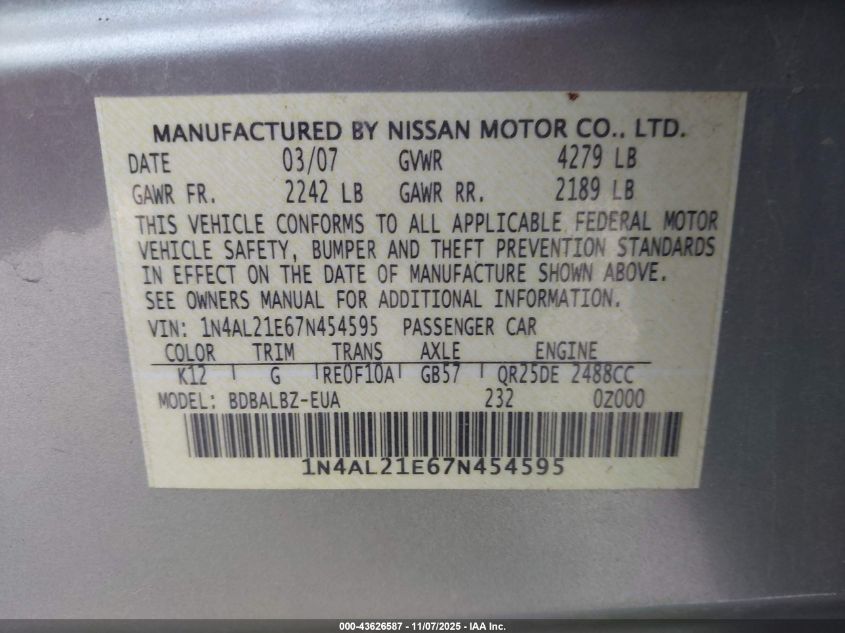 MANUFACTURED BY NISSAN MOTOR CO., LTD.
DATE 03/07 GVWR 4279 LB
GAWR FR. 2242 LB GAWR RR. 2189 LB
THIS VEHICLE CONFORMS TO ALL APPLICABLE FEDERAL MOTOR
VEHICLE SAFETY, BUMPER AND THEFT PREVENTION STANDARDS
IN EFFECT ON THE DATE OF MANUFACTURE SHOWN ABOVE.
SEE OWNERS MANUAL FOR ADDITIONAL INFORMATION.
VIN: 1N4AL21E67N454595 PASSENGER CAR
COLOR TRIM TRANS AXLE ENGINE
K12 G RE0F10A GB57 QR25DE 2488CC
MODEL: BDBALBZ-EUA 232 0Z000
1N4AL21E67N454595
000-43626587 - 11/07/2025 - IAA Inc.